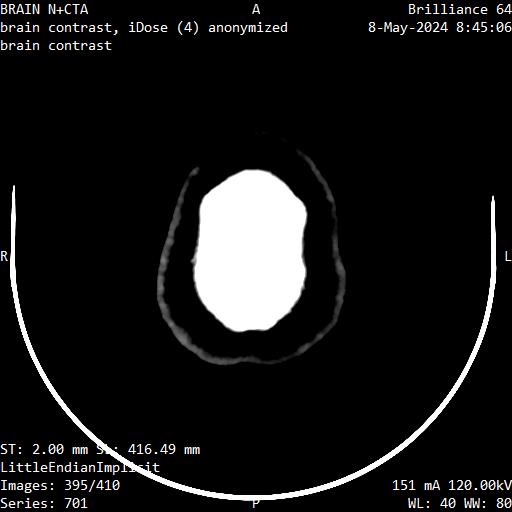 BRAIN N+CTA
A
Brilliance 64
brain contrast, iDose (4) anonymized
8-May-2024 8:45:06
brain contrast
R
L
ST: 2.00 mm SL: 416.49 mm
LittleEndianImplicit
Images: 395/410
151 mA 120.00kV
Series: 701
P
WL: 40 WW: 80